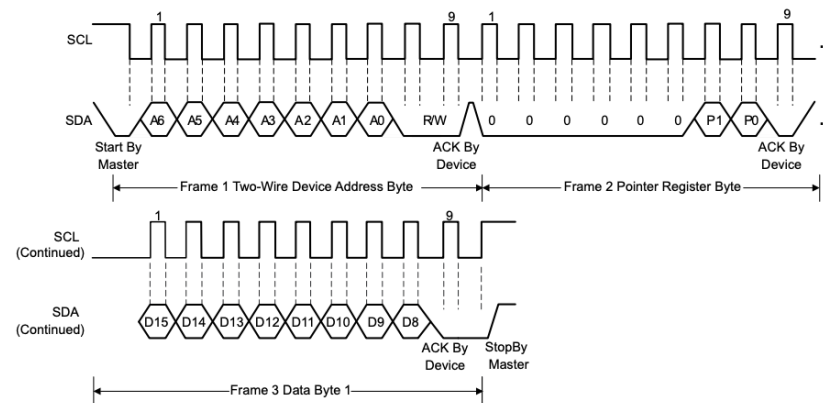 1 9 1 9
SCL
SDA A6 A5 A4 A3 A2 A1 A0 R/W 0 0 0 0 0 0 P1 P0
Start By
Master
ACK By
Device
ACK By
Device
Frame 1 Two-Wire Device Address Byte
Frame 2 Pointer Register Byte
1 9
SCL
(Continued)
SDA
(Continued)
D15 D14 D13 D12 D11 D10 D9 D8
ACK By
Device
StopBy
Master
Frame 3 Data Byte 1